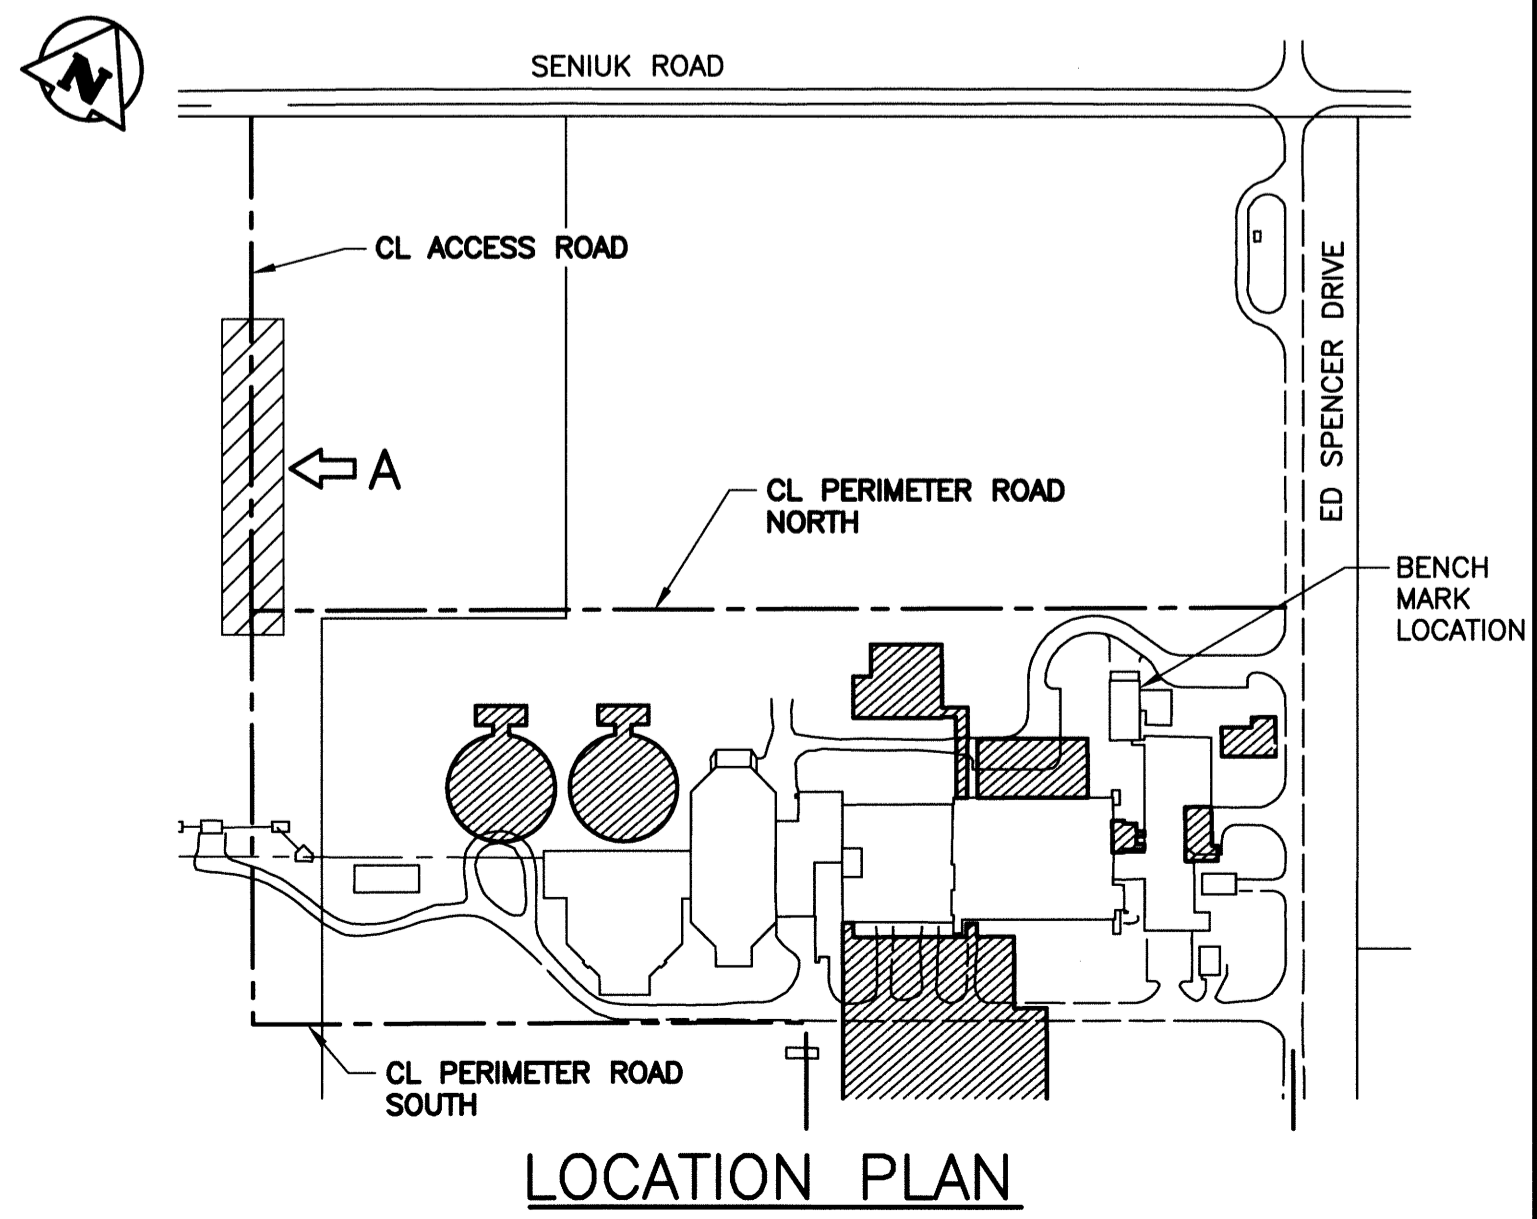 N
SENIUK ROAD
CL ACCESS ROAD
ED SPENCER DRIVE
A
CL PERIMETER ROAD
NORTH
BENCH
MARK
LOCATION
CL PERIMETER ROAD
SOUTH
LOCATION PLAN